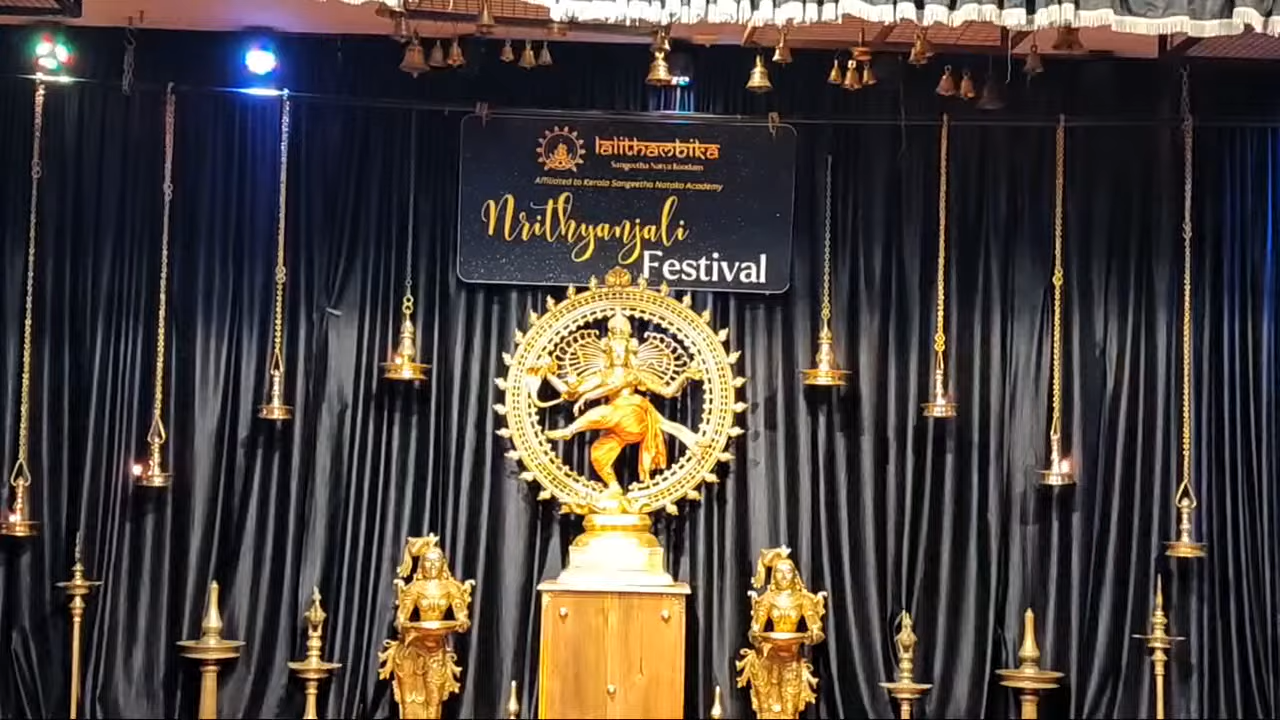 lalithambika
Sangeetha Natya Koodam
Affiliated to Kerala Sangeetha Nataka Academy
Nrithyanjali
Festival